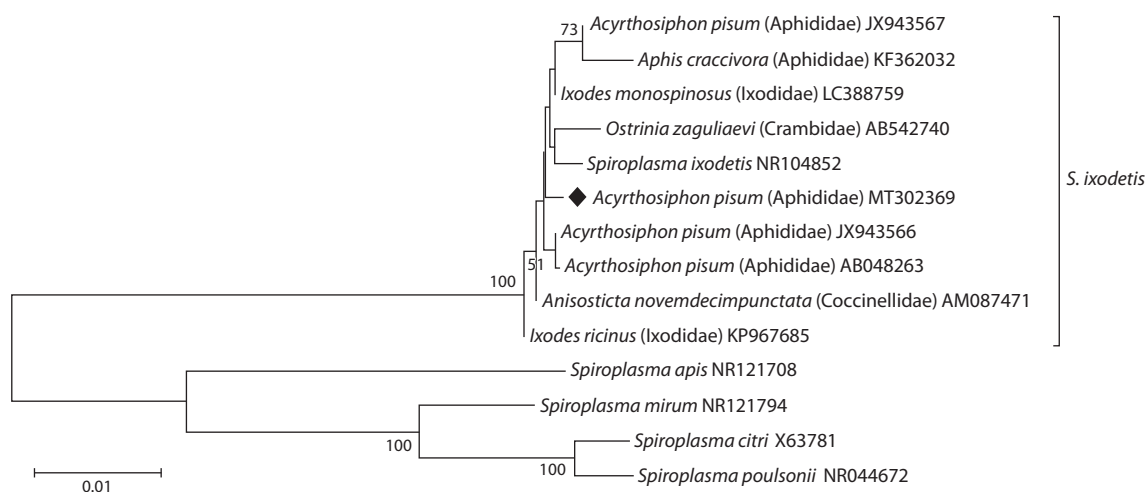 Acyrthosiphon pisum (Aphididae) JX943567
73
Aphis craccivora (Aphididae) KF362032
Ixodes monospinosus (Ixodidae) LC388759
Ostrinia zaguliaevi (Crambidae) AB542740
Spiroplasma ixodetis NR104852
S. ixodetis
Acyrthosiphon pisum (Aphididae) MT302369
Acyrthosiphon pisum (Aphididae) JX943566
51
Acyrthosiphon pisum (Aphididae) AB048263
100
Anisosticta novemdecimpunctata (Coccinellidae) AM087471
Ixodes ricinus (Ixodidae) KP967685
Spiroplasma apis NR121708
Spiroplasma mirum NR121794
100
Spiroplasma citri X63781
100
Spiroplasma poulsonii NR044672
0.01